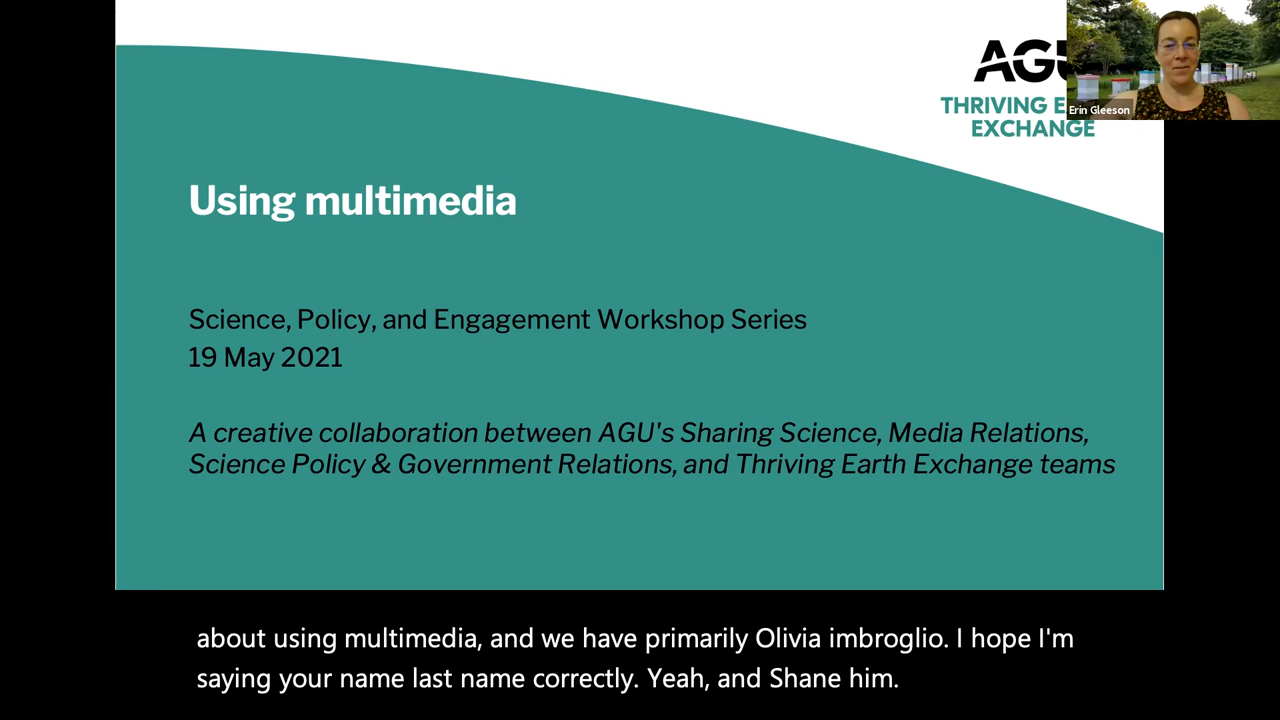 AGU
THRIVING E
EXCHANGE
Erin Gleeson
Using multimedia
Science, Policy, and Engagement Workshop Series
19 May 2021
A creative collaboration between AGU's Sharing Science, Media Relations,
Science Policy & Government Relations, and Thriving Earth Exchange teams
about using multimedia, and we have primarily Olivia imbroglio. I hope I'm
saying your name last name correctly. Yeah, and Shane him.